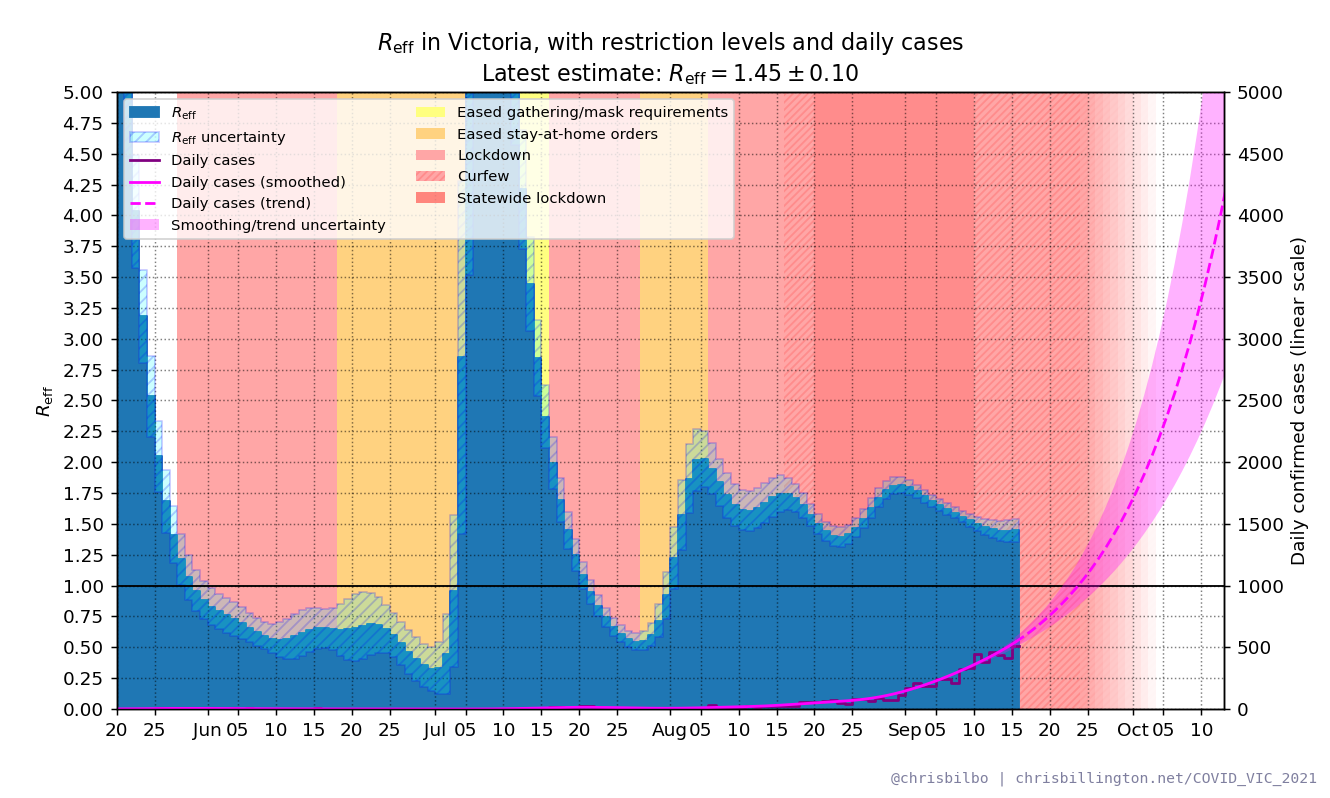 Reff in Victoria, with restriction levels and daily cases
Latest estimate: Reff = 1.45 ± 0.10
Reff
Reff uncertainty
Daily cases
Daily cases (smoothed)
Daily cases (trend)
Smoothing/trend uncertainty
Eased gathering/mask requirements
Eased stay-at-home orders
Lockdown
Curfew
Statewide lockdown
5.00
4.75
4.50
4.25
4.00
3.75
3.50
3.25
3.00
2.75
2.50
2.25
2.00
1.75
1.50
1.25
1.00
0.75
0.50
0.25
0.00
Reff
5000
4500
4000
3500
3000
2500
2000
1500
1000
500
0
Daily confirmed cases (linear scale)
20 25 Jun 05 10 15 20 25 Jul 05 10 15 20 25 Aug 05 10 15 20 25 Sep 05 10 15 20 25 Oct 05 10
@chrisbilbo | chrisbillington.net/COVID_VIC_2021